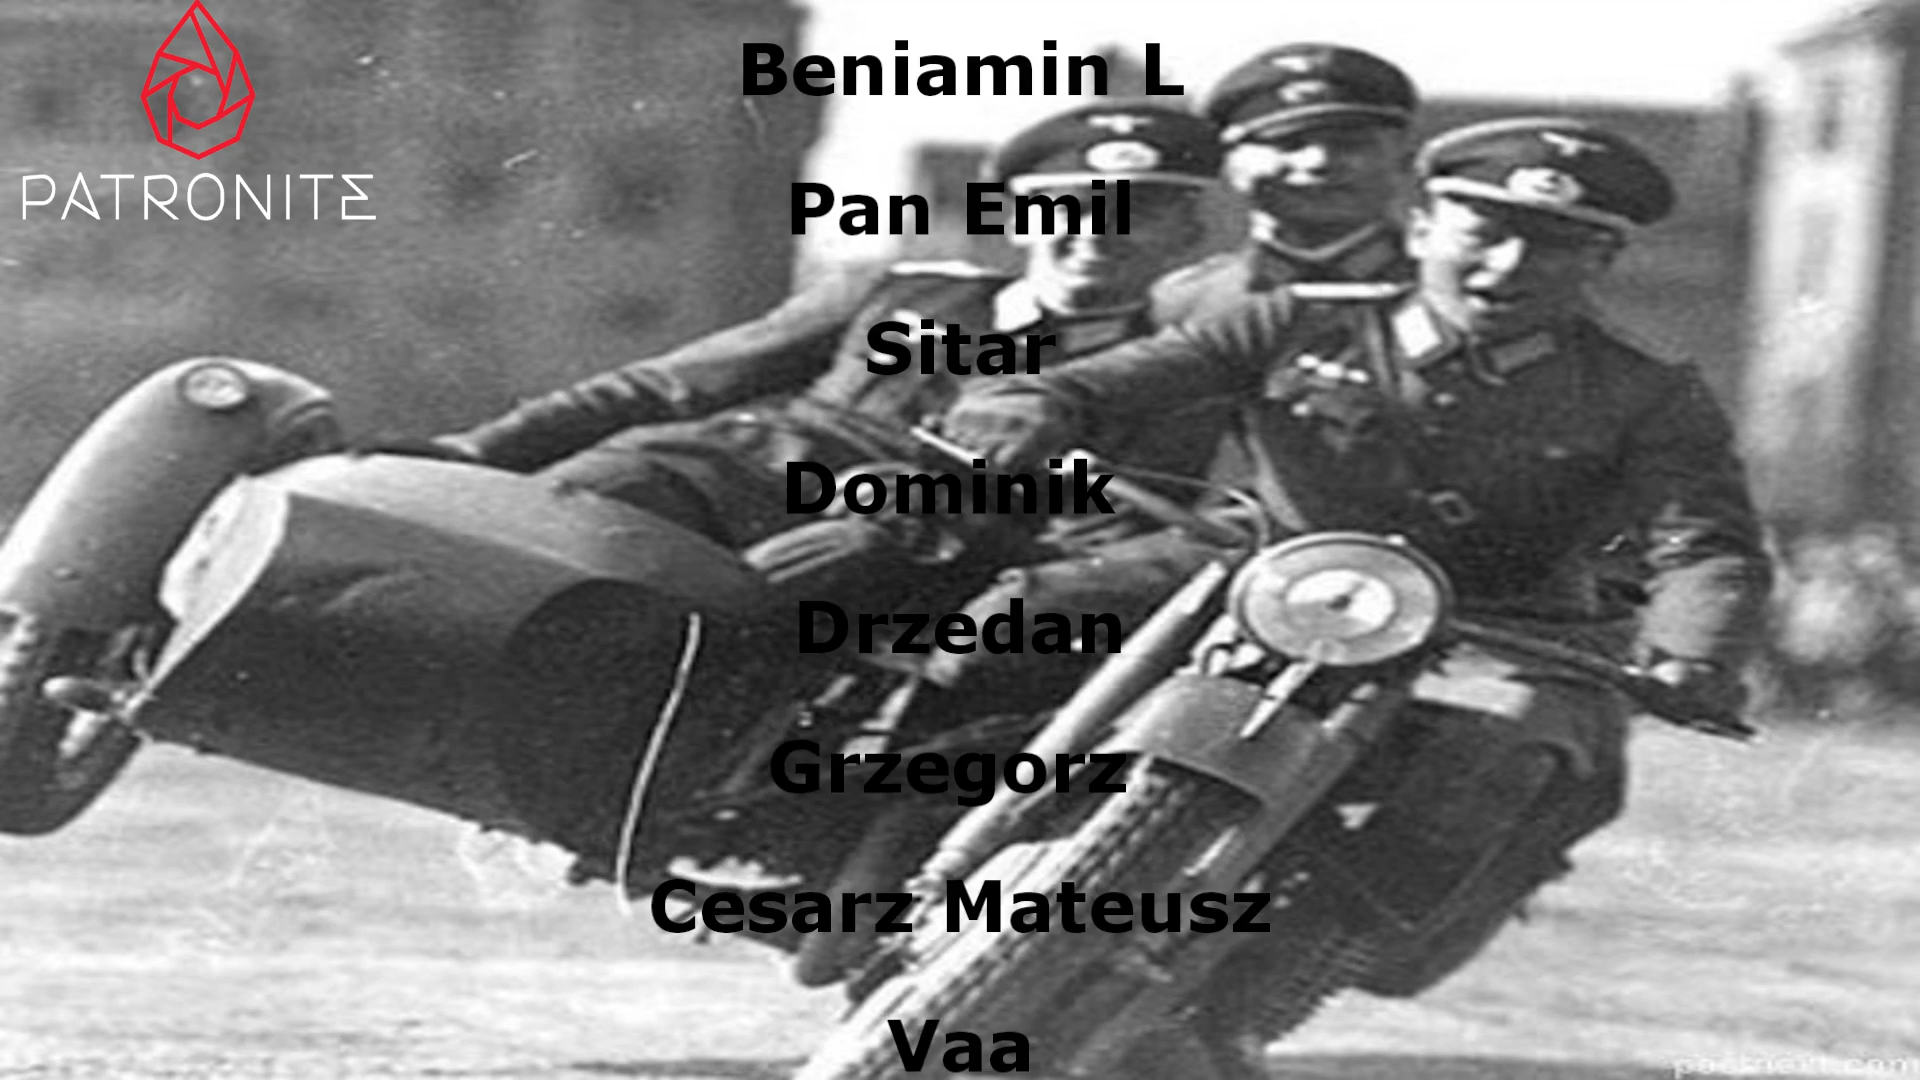 PATRONITE
Beniamin L
Pan Emil
Sitar
Dominik
Drzedan
Grzegorz
Cesarz Mateusz
Vaa